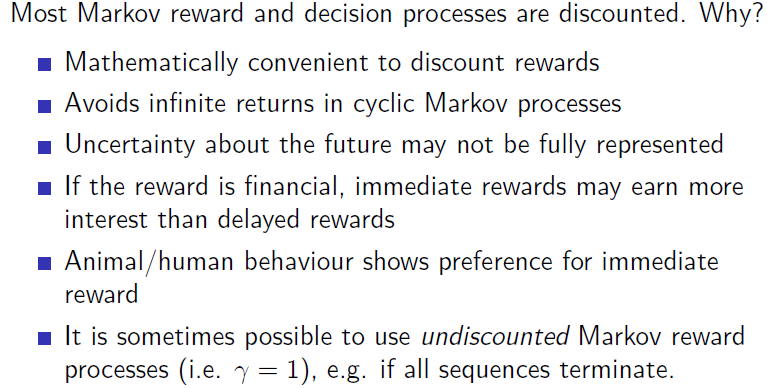 Most Markov reward and decision processes are discounted. Why?
Mathematically convenient to discount rewards
Avoids infinite returns in cyclic Markov processes
Uncertainty about the future may not be fully represented
If the reward is financial, immediate rewards may earn more
interest than delayed rewards
Animal/human behaviour shows preference for immediate
reward
It is sometimes possible to use undiscounted Markov reward
processes (i.e. γ = 1), e.g. if all sequences terminate.